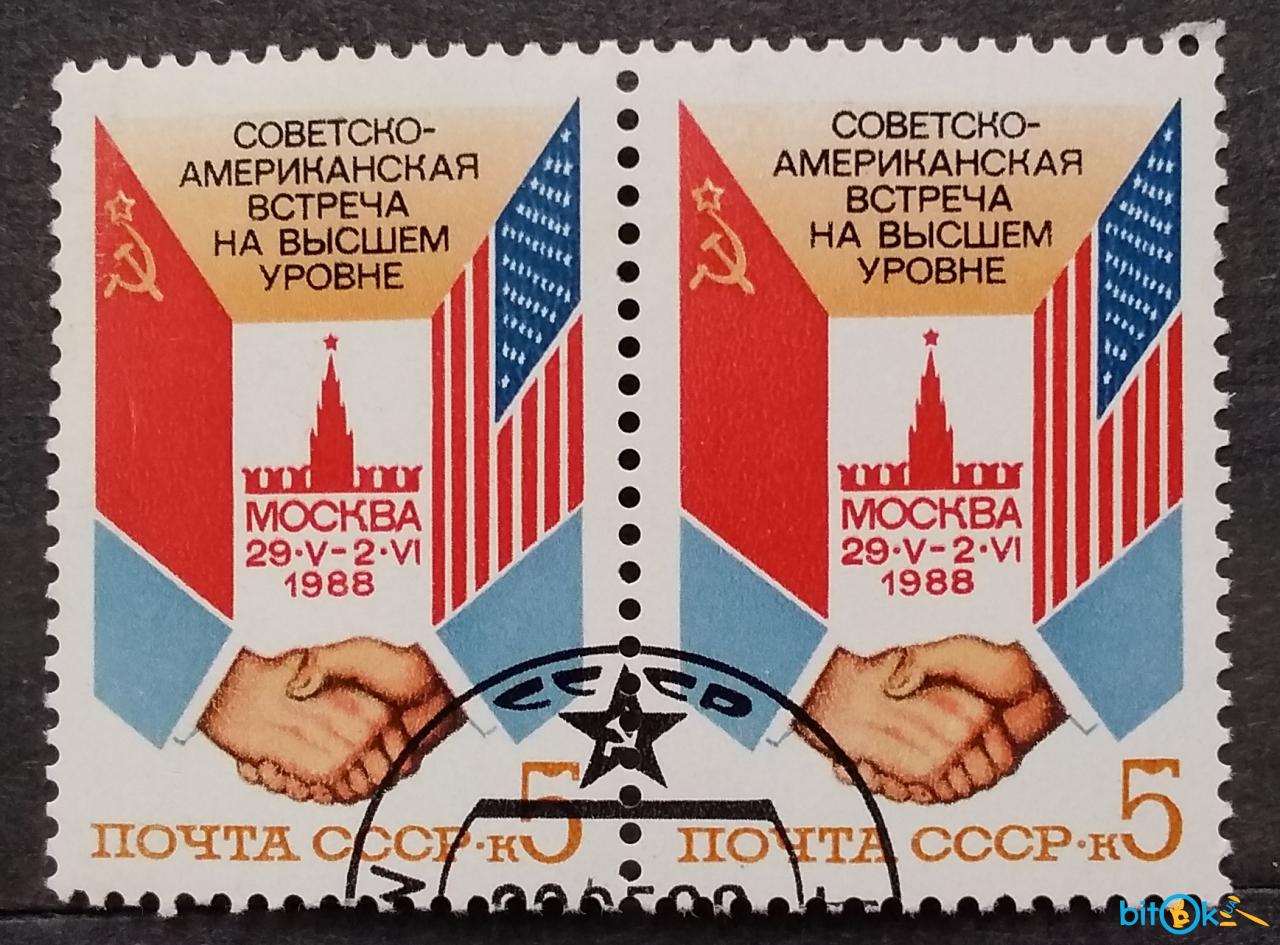 СОВЕТСКО-
АМЕРИКАНСКАЯ
ВСТРЕЧА
НА ВЫСШЕМ
УРОВНЕ
МОСКВА
29·V-2·VI
1988
ПОЧТА СССР·К5
СОВЕТСКО-
АМЕРИКАНСКАЯ
ВСТРЕЧА
НА ВЫСШЕМ
УРОВНЕ
МОСКВА
29·V-2·VI
1988
ПОЧТА СССР·К5
СССР